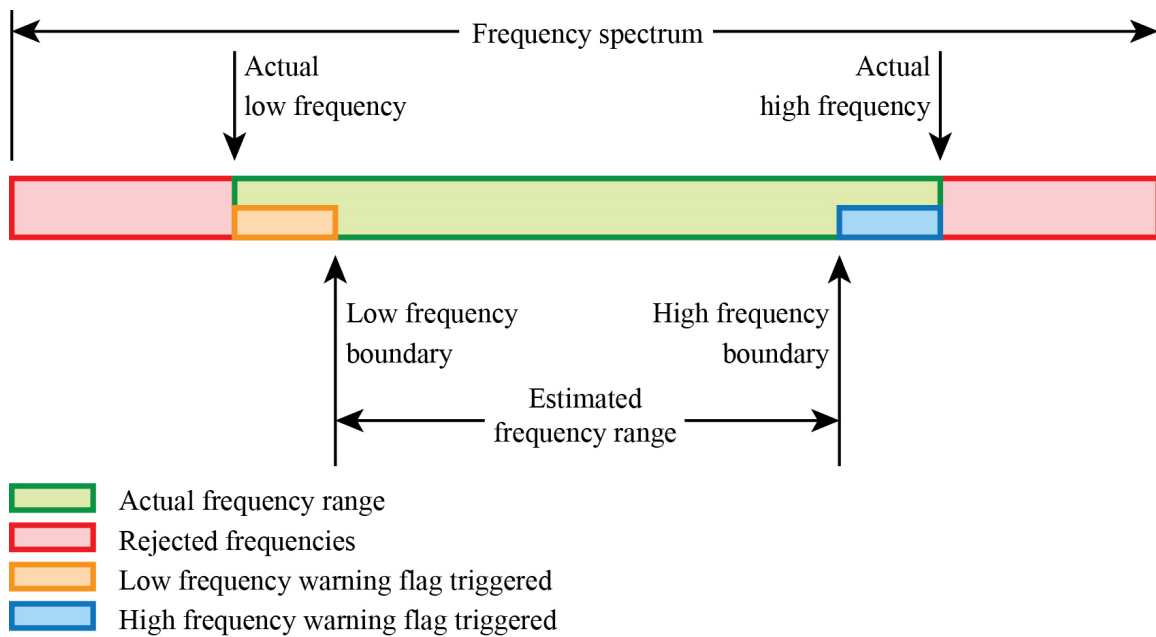 Frequency spectrum
Actual
low frequency
Actual
high frequency
Low frequency
boundary
High frequency
boundary
Estimated
frequency range
Actual frequency range
Rejected frequencies
Low frequency warning flag triggered
High frequency warning flag triggered